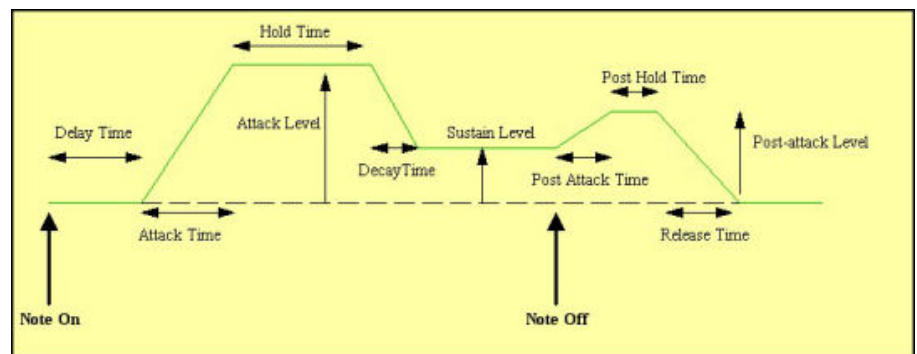 Hold Time
Post Hold Time
Delay Time
Attack Level
Sustain Level
Post-attack Level
DecayTime
Post Attack Time
Attack Time
Release Time
Note On
Note Off